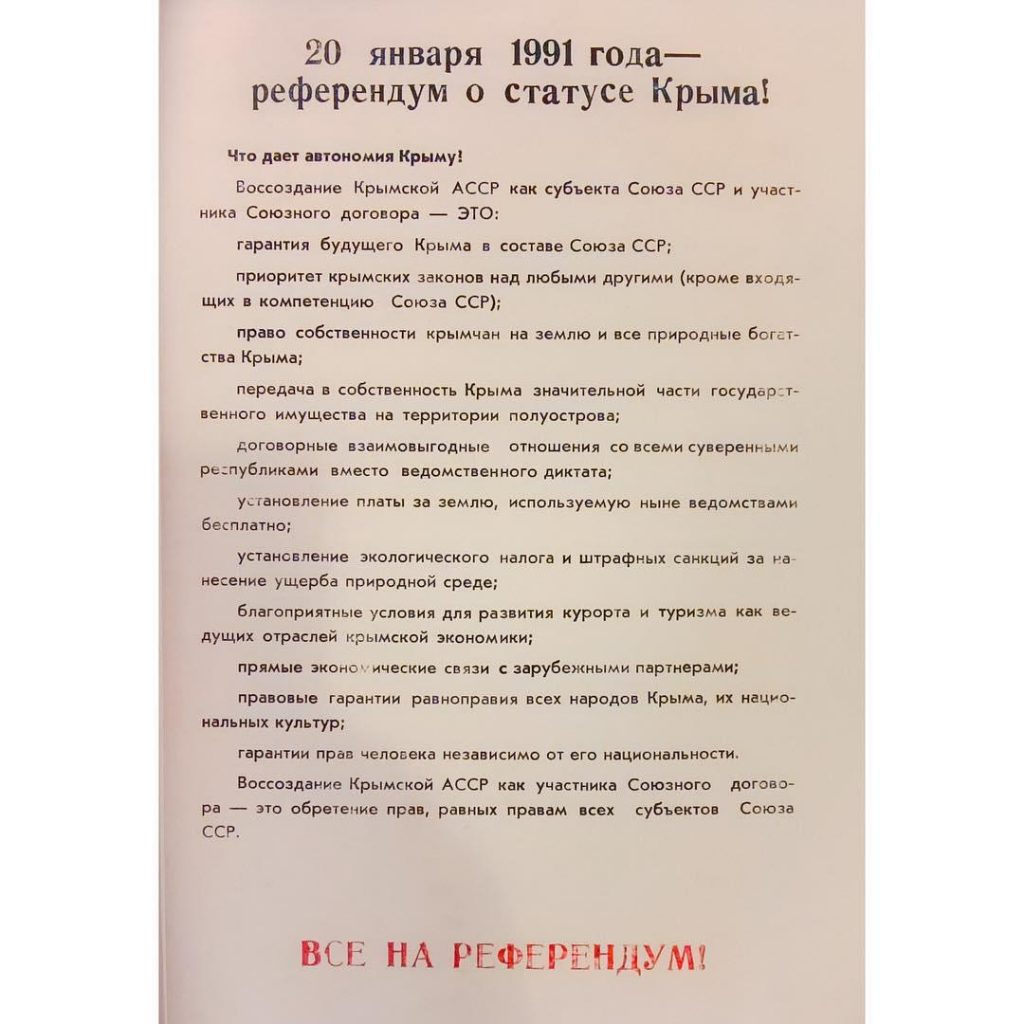 20 января 1991 года—
референдум о статусе Крыма!
Что дает автономия Крыму!
Воссоздание Крымской АССР как субъекта Союза ССР и участ-
ника Союзного договора — ЭТО:
гарантия будущего Крыма в составе Союза ССР;
приоритет крымских законов над любыми другими (кроме входя-
щих в компетенцию Союза ССР);
право собственности крымчан на землю и все природные богат-
ства Крыма;
передача в собственность Крыма значительной части государст-
венного имущества на территории полуострова;
договорные взаимовыгодные отношения со всеми суверенными
республиками вместо ведомственного диктата;
установление платы за землю, используемую ныне ведомствами
бесплатно;
установление экологического налога и штрафных санкций за на-
несение ущерба природной среде;
благоприятные условия для развития курорта и туризма как ве-
дущих отраслей крымской экономики;
прямые экономические связи с зарубежными партнерами;
правовые гарантии равноправия всех народов Крыма, их нацио-
нальных культур;
гарантии прав человека независимо от его национальности.
Воссоздание Крымской АССР как участника Союзного догово-
ра — это обретение прав, равных правам всех субъектов Союза
ССР.
ВСЕ НА РЕФЕРЕНДУМ!